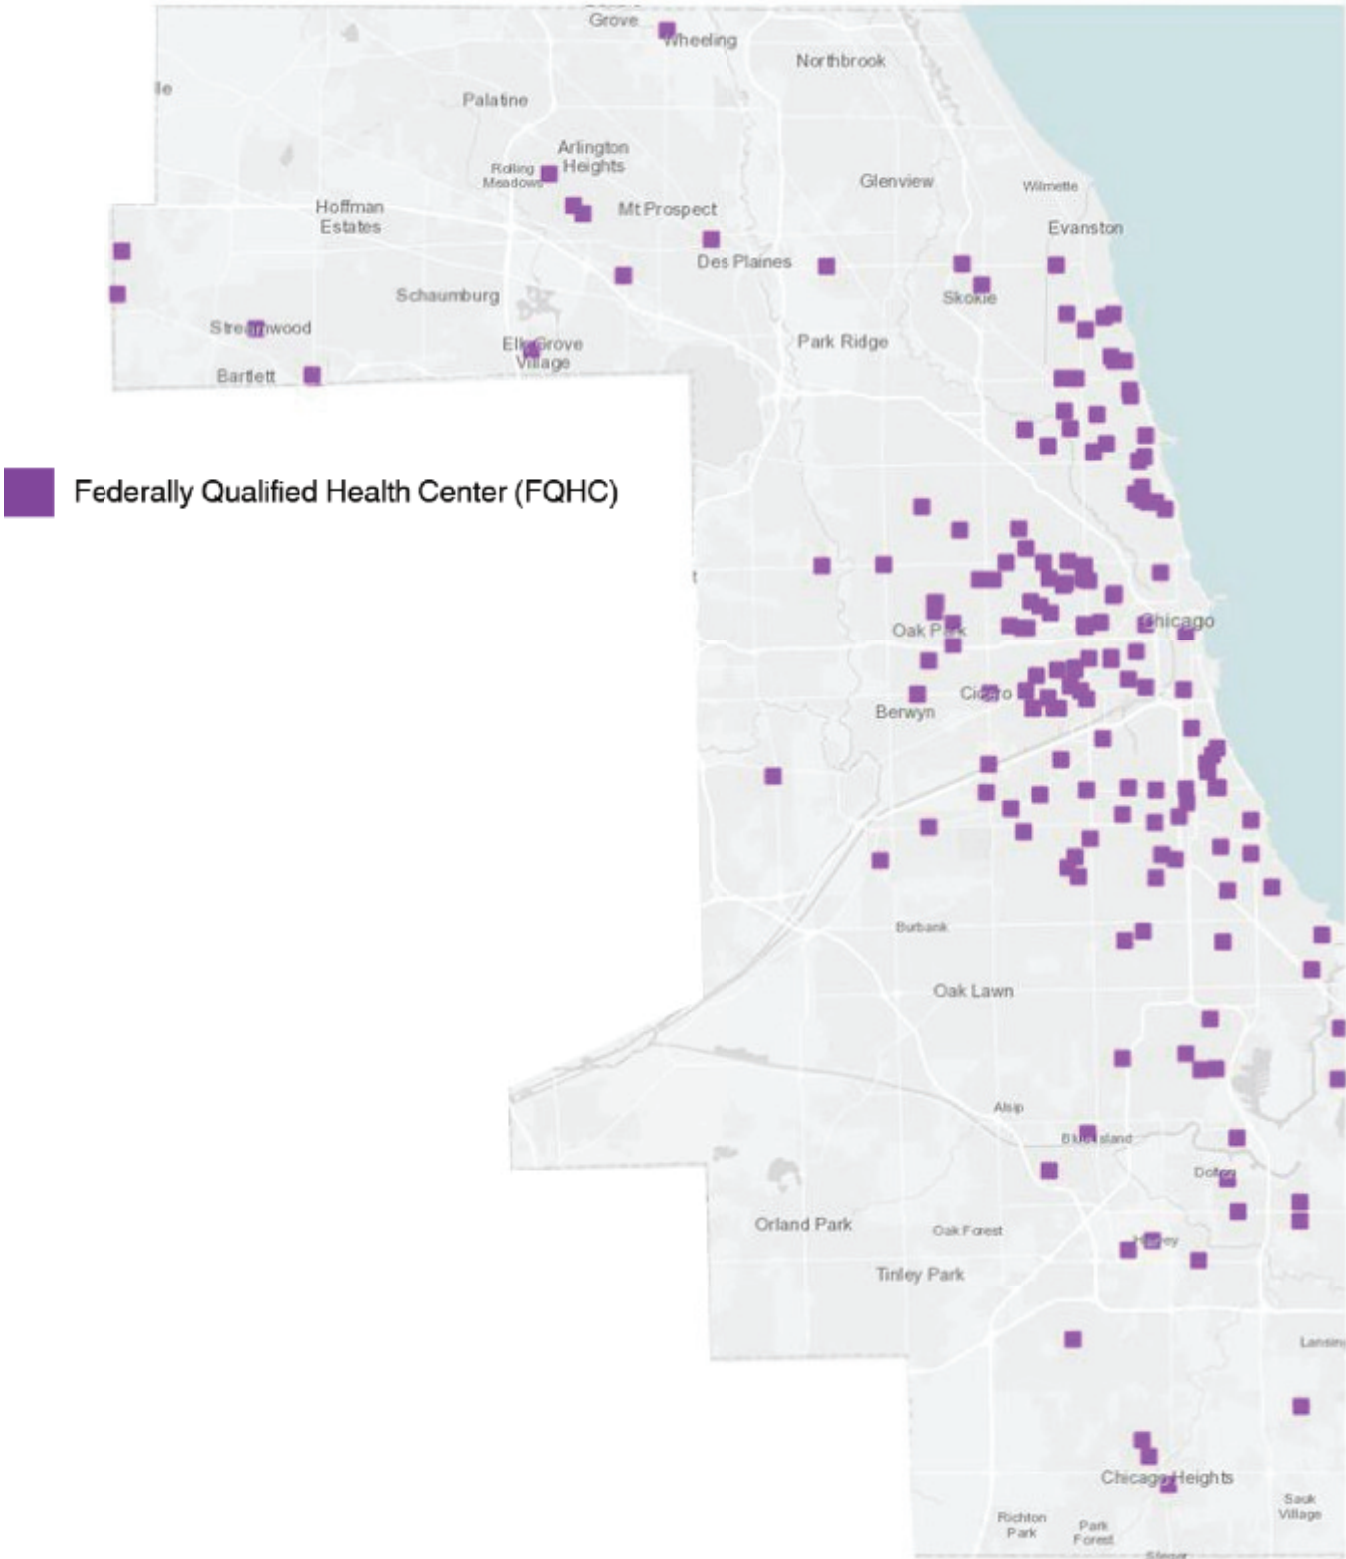 Grove
Wheeling
Northbrook
Palatine
Arlington
Heights
Rolling
Meadows
Glenview
Wilmette
Hoffman
Estates
Mt Prospect
Evanston
Des Plaines
Schaumburg
Skokie
Streamwood
Elk Grove
Village
Park Ridge
Bartlett
Federally Qualified Health Center (FQHC)
Chicago
Oak Park
Cicero
Berwyn
Burbank
Oak Lawn
Alsip
Blue Island
Dolton
Orland Park
Oak Forest
Harvey
Tinley Park
Lansing
Chicago Heights
Sauk
Village
Richton
Park
Park
Forest
Steger